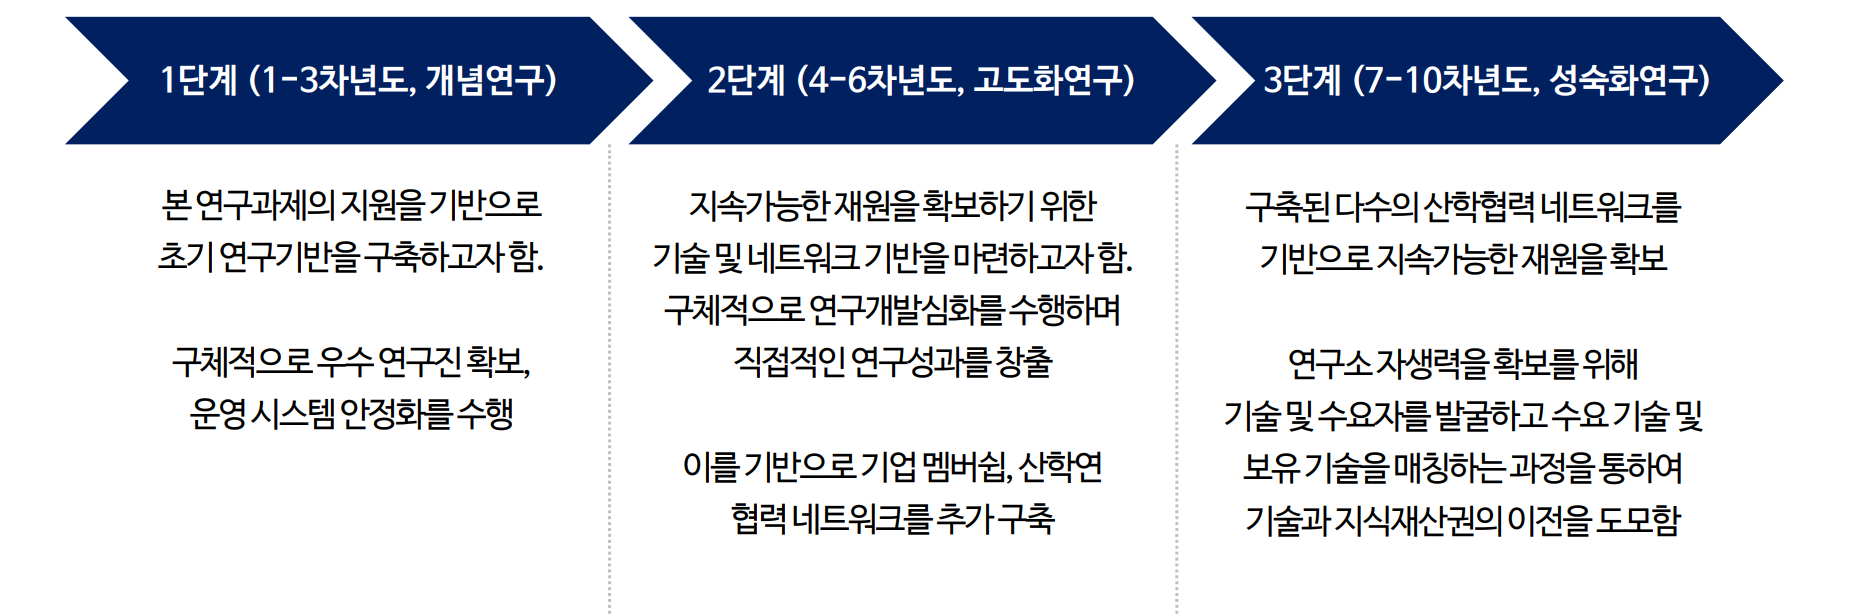 1단계 (1-3차년도, 개념연구)
본 연구과제의 지원을 기반으로
초기 연구기반을 구축하고자 함.
구체적으로 우수 연구진 확보,
운영 시스템 안정화를 수행
2단계 (4-6차년도, 고도화연구)
지속가능한 재원을 확보하기 위한
기술 및 네트워크 기반을 마련하고자 함.
구체적으로 연구개발심화를 수행하며
직접적인 연구성과를 창출
이를 기반으로 기업 멤버쉽, 산학연
협력 네트워크를 추가 구축
3단계 (7-10차년도, 성숙화연구)
구축된 다수의 산학협력 네트워크를
기반으로 지속가능한 재원을 확보
연구소 자생력을 확보를 위해
기술 및 수요자를 발굴하고 수요 기술 및
보유 기술을 매칭하는 과정을 통하여
기술과 지식재산권의 이전을 도모함